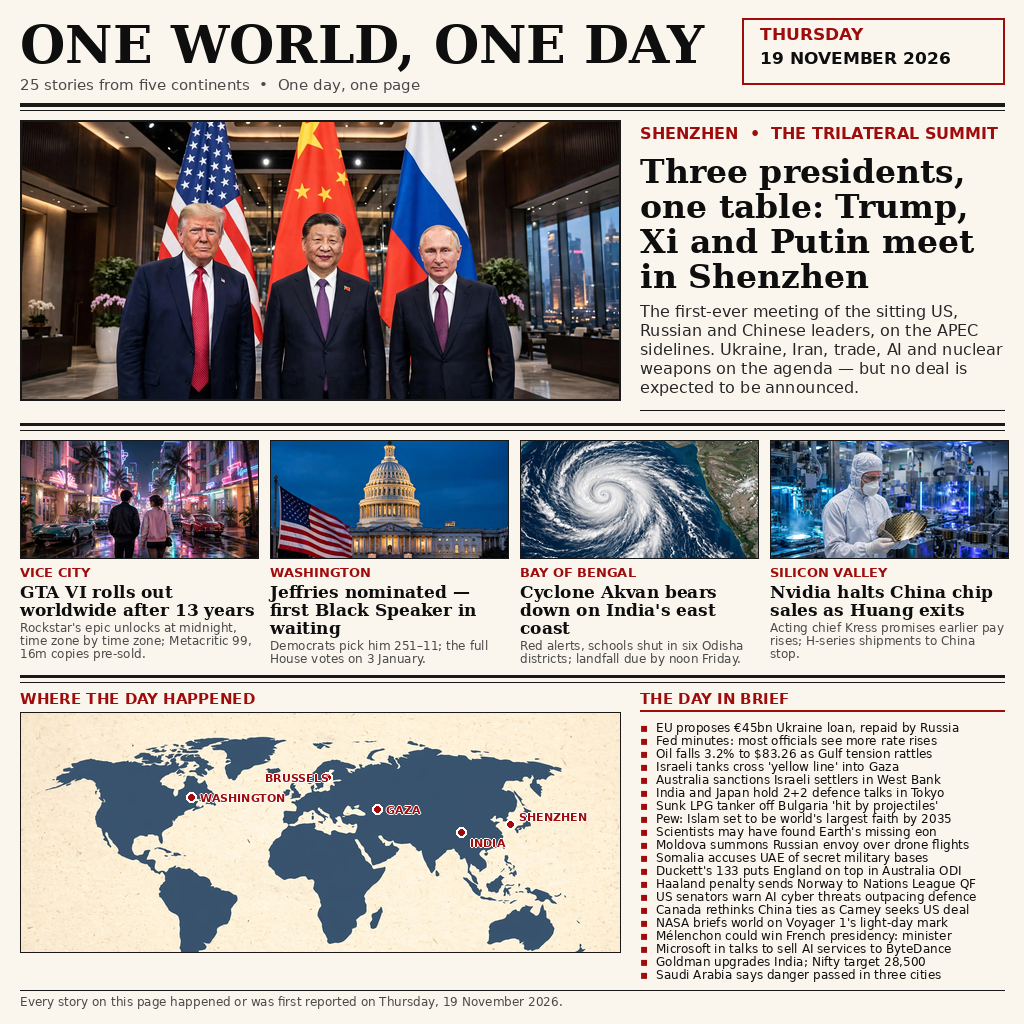 ONE WORLD, ONE DAY
25 stories from five continents • One day, one page
THURSDAY
19 NOVEMBER 2026
SHENZHEN • THE TRILATERAL SUMMIT
Three presidents,
one table: Trump,
Xi and Putin meet
in Shenzhen
The first-ever meeting of the sitting US,
Russian and Chinese leaders, on the APEC
sidelines. Ukraine, Iran, trade, AI and nuclear
weapons on the agenda — but no deal is
expected to be announced.
VICE CITY
GTA VI rolls out
worldwide after 13 years
Rockstar's epic unlocks at midnight,
time zone by time zone; Metacritic 99,
16m copies pre-sold.
WASHINGTON
Jeffries nominated —
first Black Speaker in
waiting
Democrats pick him 251–11; the full
House votes on 3 January.
BAY OF BENGAL
Cyclone Akvan bears
down on India's east
coast
Red alerts, schools shut in six Odisha
districts; landfall due by noon Friday.
SILICON VALLEY
Nvidia halts China chip
sales as Huang exits
Acting chief Kress promises earlier pay
rises; H-series shipments to China
stop.
WHERE THE DAY HAPPENED
BRUSSELS
WASHINGTON
GAZA
SHENZHEN
INDIA
THE DAY IN BRIEF
EU proposes €45bn Ukraine loan, repaid by Russia
Fed minutes: most officials see more rate rises
Oil falls 3.2% to $83.26 as Gulf tension rattles
Israeli tanks cross 'yellow line' into Gaza
Australia sanctions Israeli settlers in West Bank
India and Japan hold 2+2 defence talks in Tokyo
Sunk LPG tanker off Bulgaria 'hit by projectiles'
Pew: Islam set to be world's largest faith by 2035
Scientists may have found Earth's missing eon
Moldova summons Russian envoy over drone flights
Somalia accuses UAE of secret military bases
Duckett's 133 puts England on top in Australia ODI
Haaland penalty sends Norway to Nations League QF
US senators warn AI cyber threats outpacing defence
Canada rethinks China ties as Carney seeks US deal
NASA briefs world on Voyager 1's light-day mark
Mélenchon could win French presidency: minister
Microsoft in talks to sell AI services to ByteDance
Goldman upgrades India; Nifty target 28,500
Saudi Arabia says danger passed in three cities
Every story on this page happened or was first reported on Thursday, 19 November 2026.